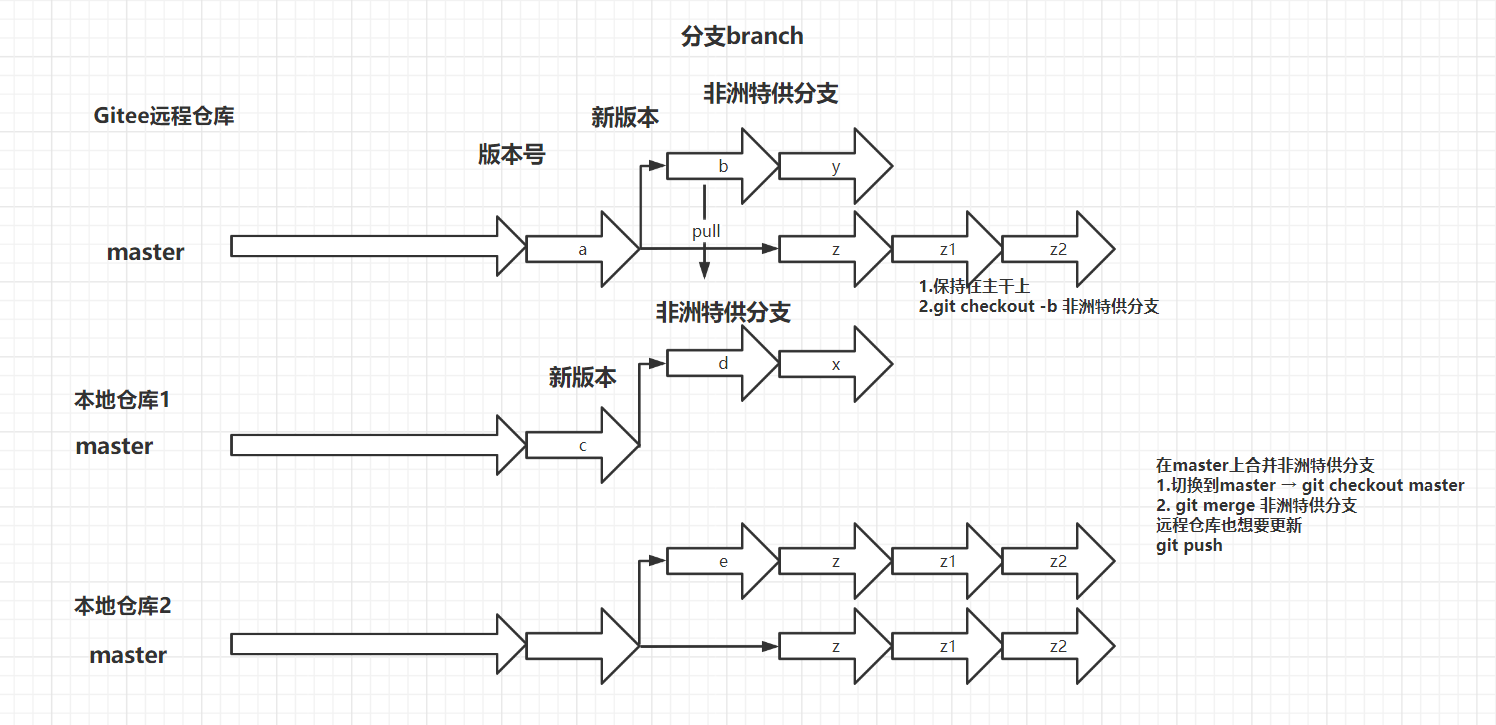 分支branch
非洲特供分支
Gitee远程仓库
新版本
版本号
b
y
pull
master
a
z
z1
z2
1.保持在主干上
2.git checkout -b 非洲特供分支
非洲特供分支
d
x
新版本
本地仓库1
master
c
在master上合并非洲特供分支
1.切换到master → git checkout master
2. git merge 非洲特供分支
远程仓库也想要更新
git push
e
z
z1
z2
本地仓库2
master
z
z1
z2